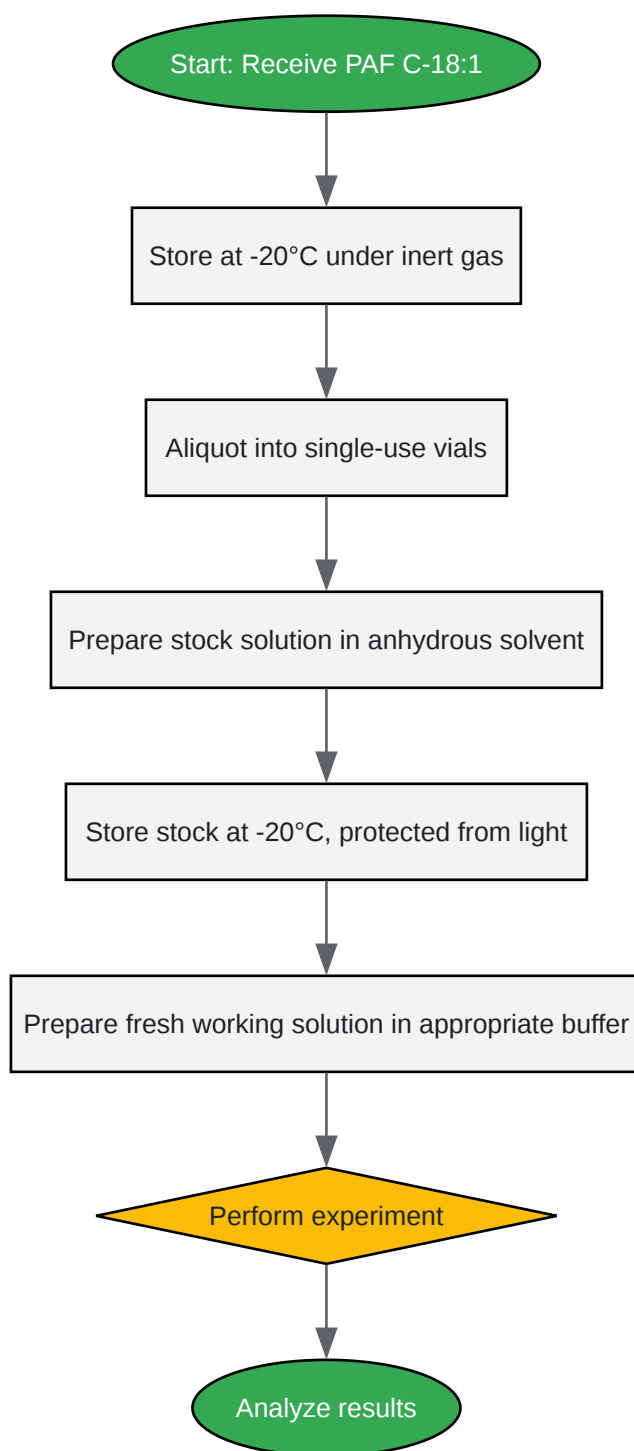 Start: Receive PAF C-18:1
Store at -20°C under inert gas
Aliquot into single-use vials
Prepare stock solution in anhydrous solvent
Store stock at -20°C, protected from light
Prepare fresh working solution in appropriate buffer
Perform experiment
Analyze results